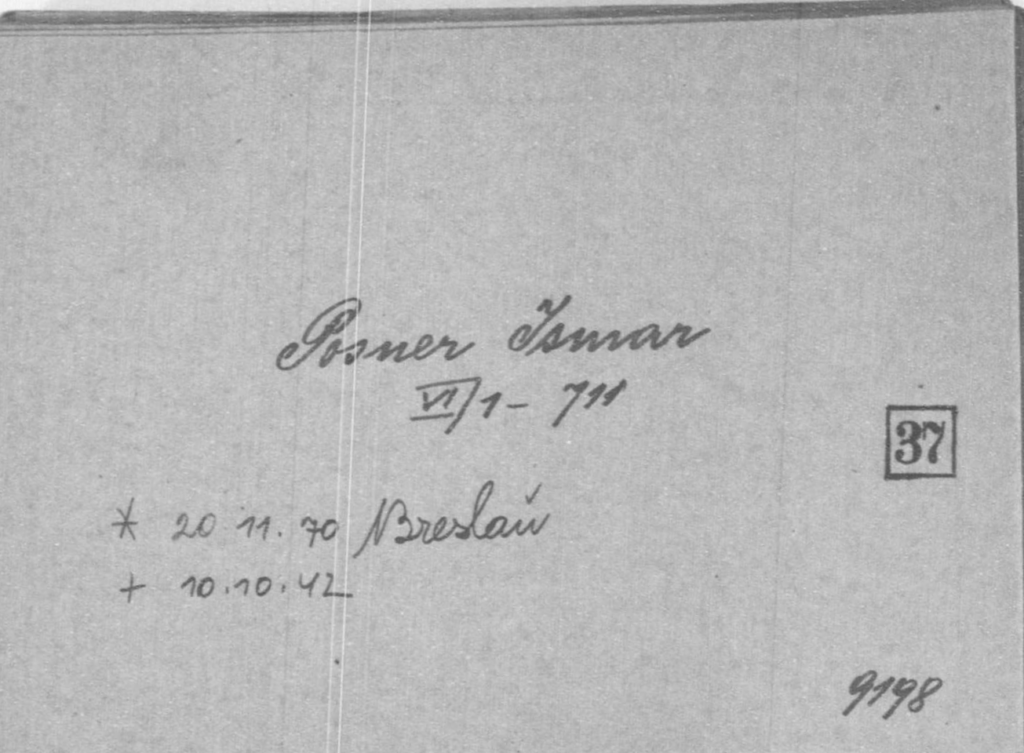 Posner Ismar
VI/1 - 711
37
* 20 11. 70 Breslau
+ 10.10.42
9198